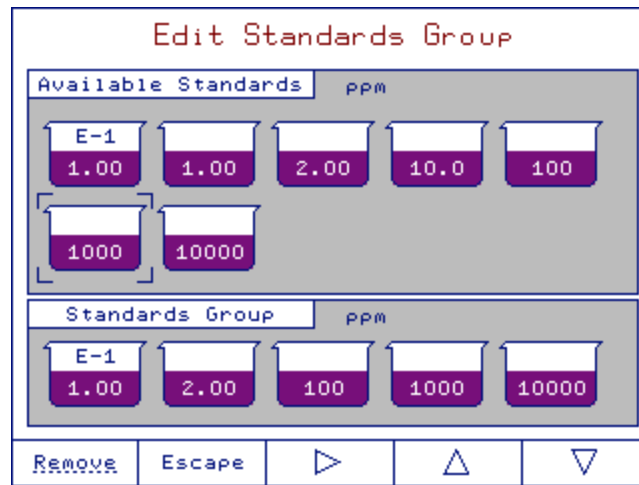 Edit Standards Group
Available Standards ppm
E-1
1.00 1.00 2.00 10.0 100
1000 10000
Standards Group ppm
E-1
1.00 2.00 100 1000 10000
Remove Escape